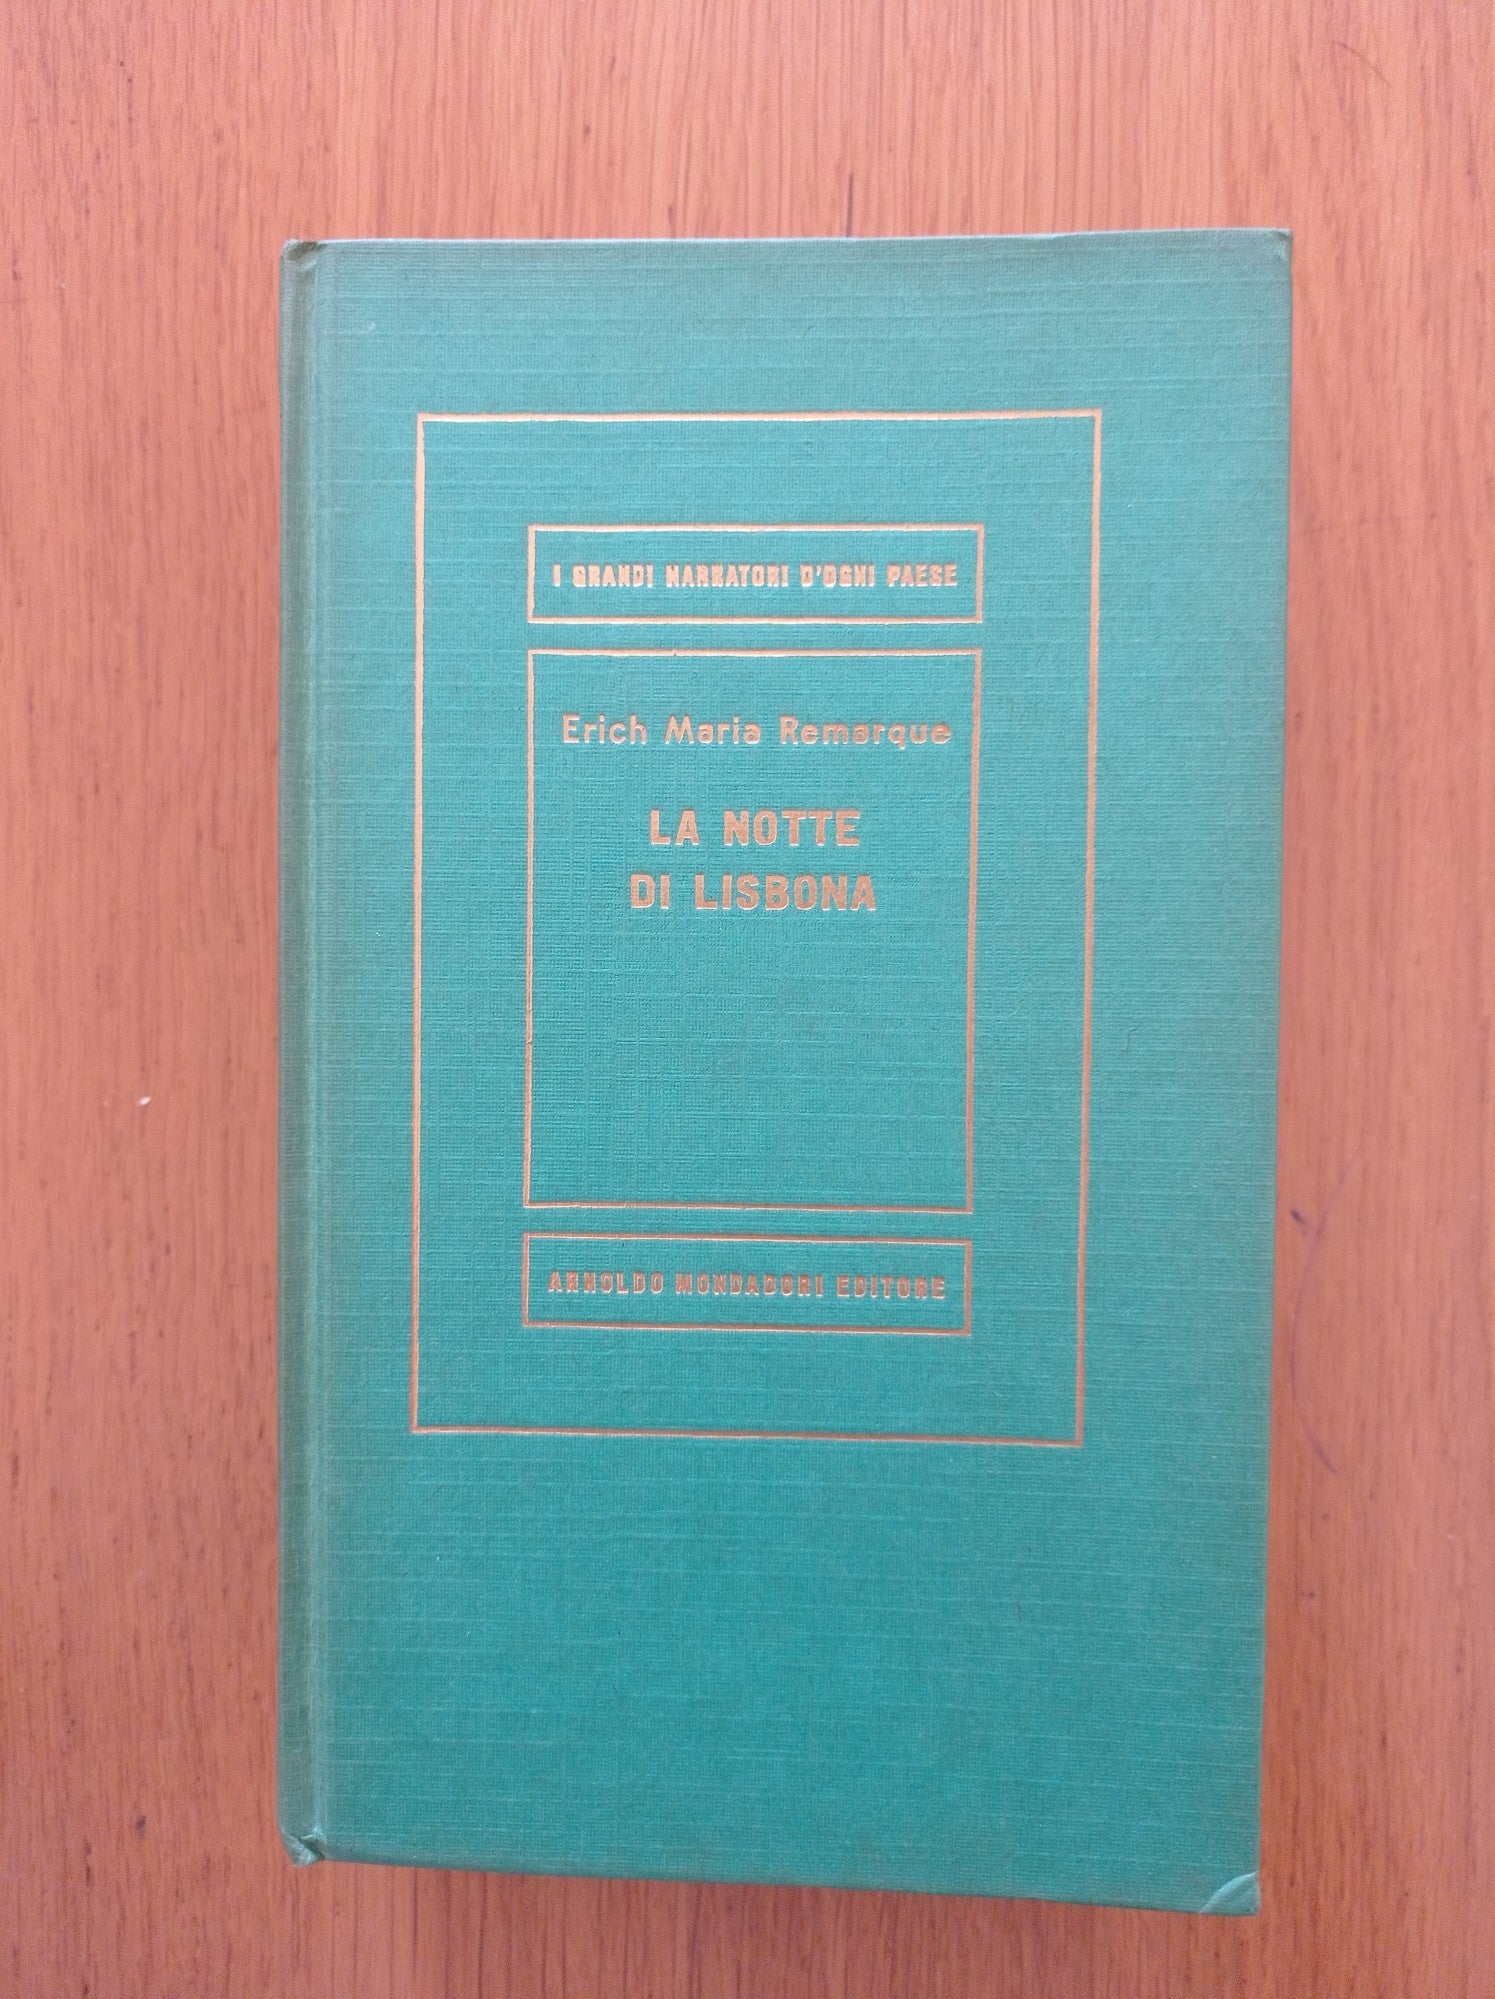 I GRANDI NARRATORI D'OGNI PAESE
Erich Maria Remarque
LA NOTTE
DI LISBONA
ARNOLDO MONDADORI EDITORE